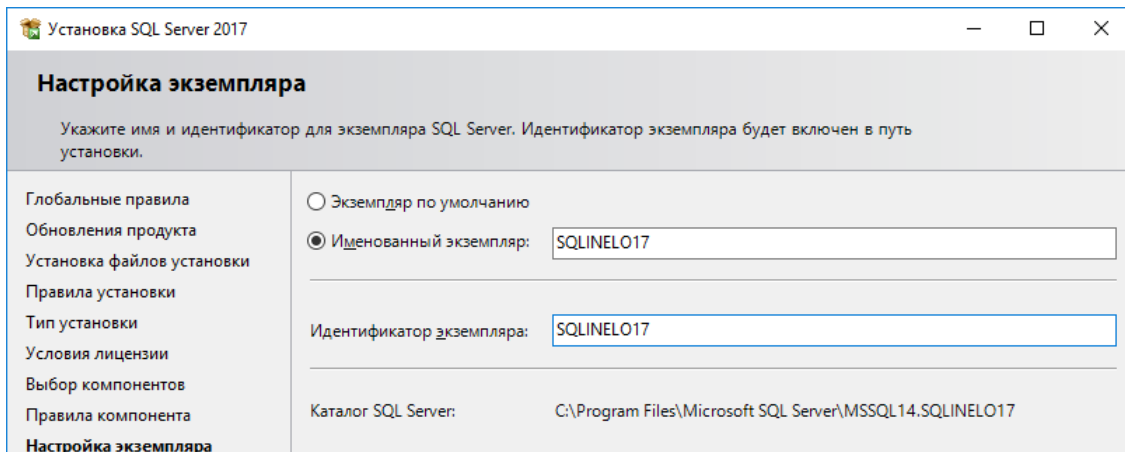 Установка SQL Server 2017
Настройка экземпляра
Укажите имя и идентификатор для экземпляра SQL Server. Идентификатор экземпляра будет включен в путь
установки.
Глобальные правила
Обновления продукта
Установка файлов установки
Правила установки
Тип установки
Условия лицензии
Выбор компонентов
Правила компонента
Настройка экземпляра
Экземпляр по умолчанию
Именованный экземпляр: SQLINELO17
Идентификатор экземпляра: SQLINELO17
Каталог SQL Server: C:\Program Files\Microsoft SQL Server\MSSQL14.SQLINELO17